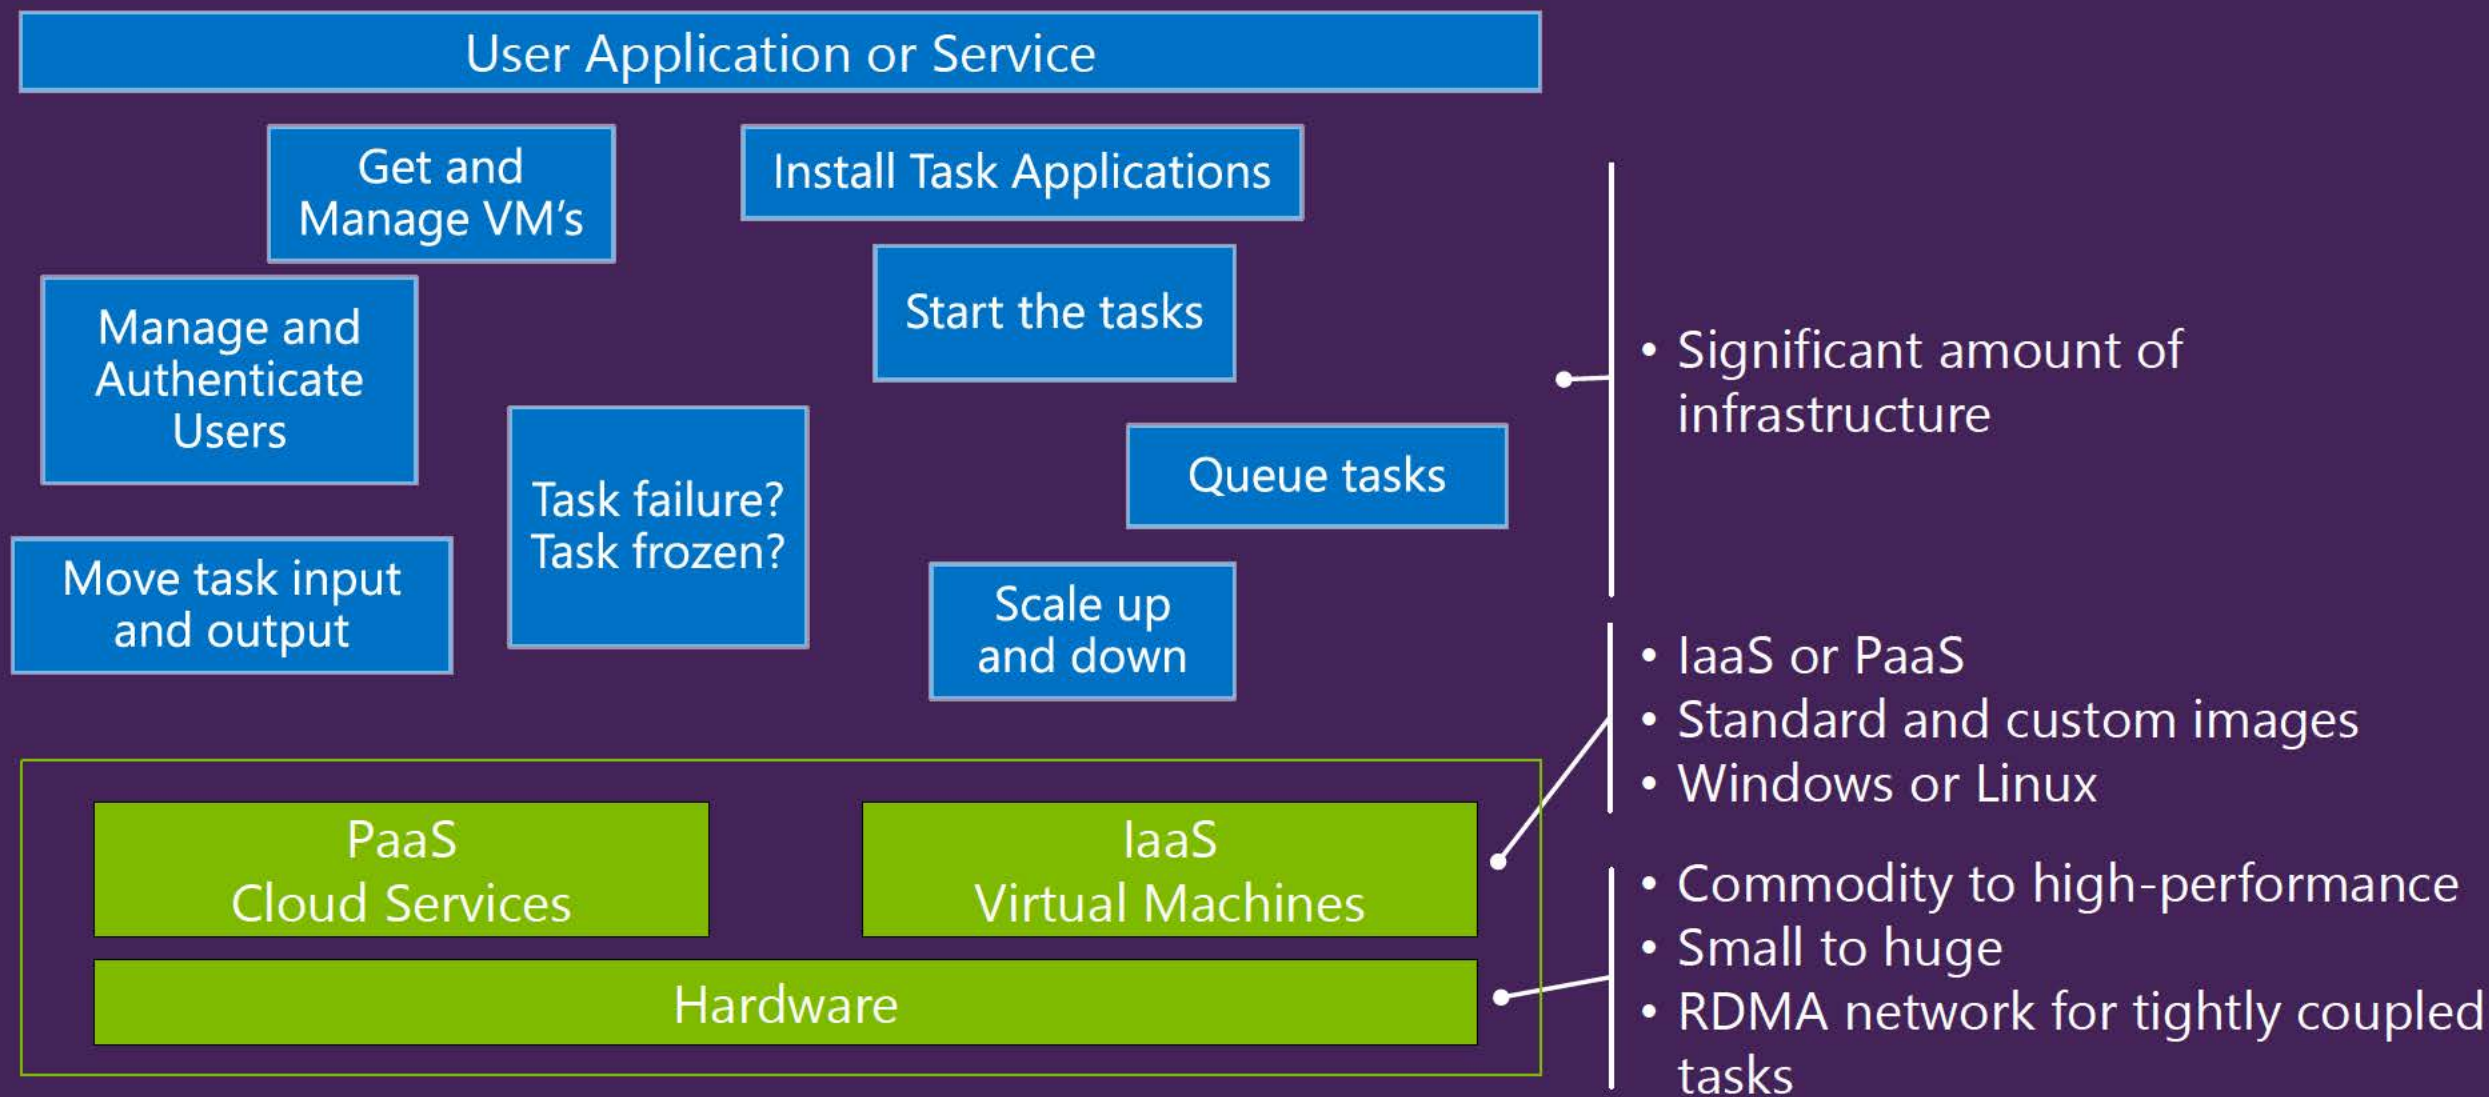 User Application or Service
Get and
Manage VM’s
Install Task Applications
Manage and
Authenticate
Users
Start the tasks
Task failure?
Task frozen?
Queue tasks
Move task input
and output
Scale up
and down
PaaS
Cloud Services
IaaS
Virtual Machines
Hardware
• Significant amount of
infrastructure
• IaaS or PaaS
• Standard and custom images
• Windows or Linux
• Commodity to high-performance
• Small to huge
• RDMA network for tightly coupled
tasks